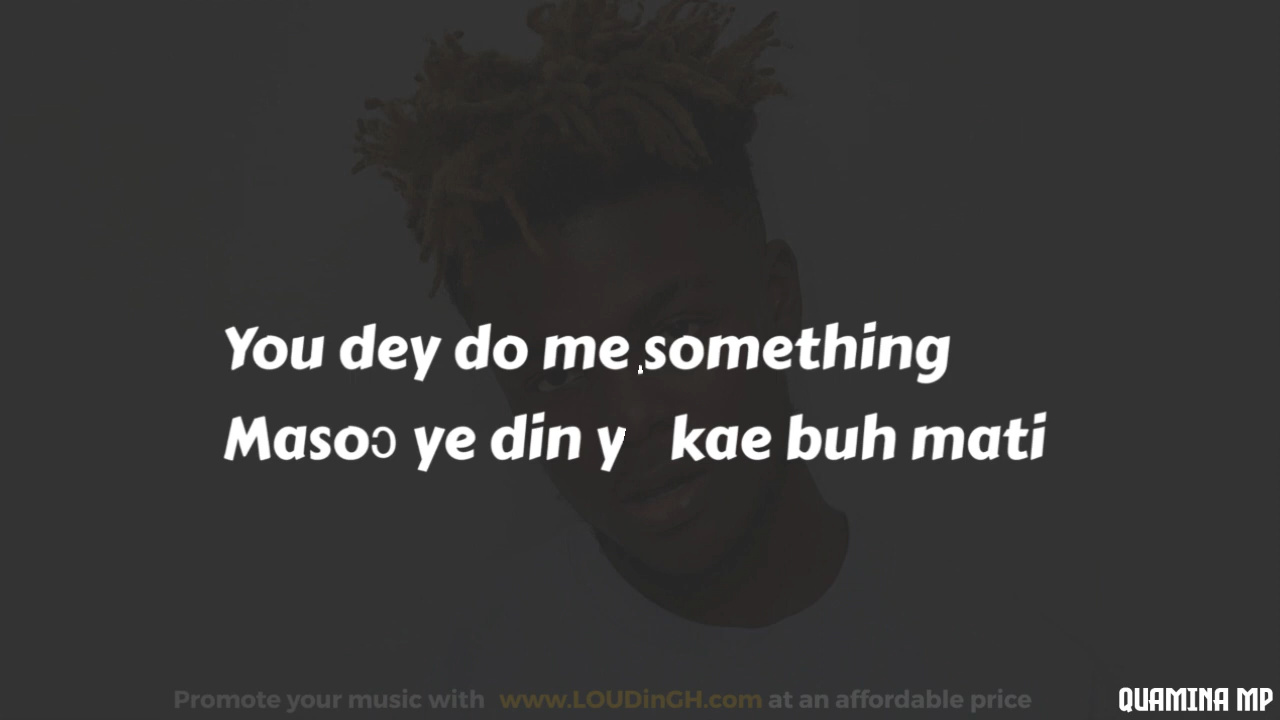 You dey do me something
Masoɔ ye din y kae buh mati
Promote your music with www.LOUDinGH.com at an affordable price
QUAMINA MP